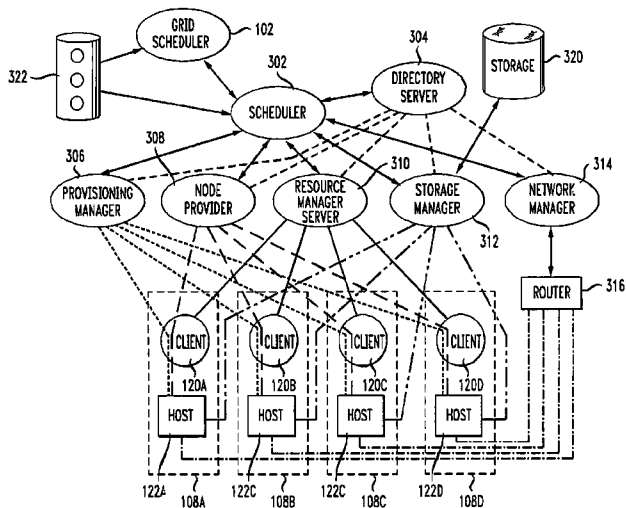 GRID
SCHEDULER
102
322
302
304
320
STORAGE
DIRECTORY
SERVER
SCHEDULER
306
308
310
314
PROVISIONING
MANAGER
NODE
PROVIDER
RESOURCE
MANAGER
SERVER
STORAGE
MANAGER
NETWORK
MANAGER
312
ROUTER
316
CLIENT
CLIENT
CLIENT
CLIENT
120A
120B
120C
120D
HOST
HOST
HOST
HOST
122A
108A
122C
108B
122C
108C
122D
108D